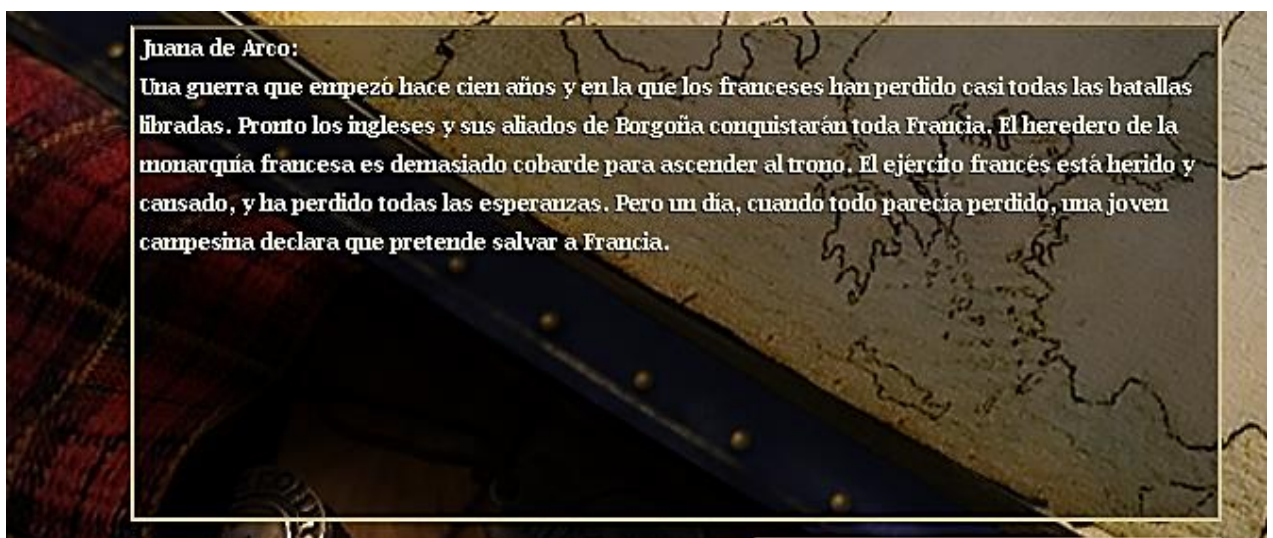 Juana de Arco:
Una guerra que empezó hace cien años y en la que los franceses han perdido casi todas las batallas
libradas. Pronto los ingleses y sus aliados de Borgoña conquistarán toda Francia. El heredero de la
monarquía francesa es demasiado cobarde para ascender al trono. El ejército francés está herido y
cansado, y ha perdido todas las esperanzas. Pero un día, cuando todo parecía perdido, una joven
campesina declara que pretende salvar a Francia.